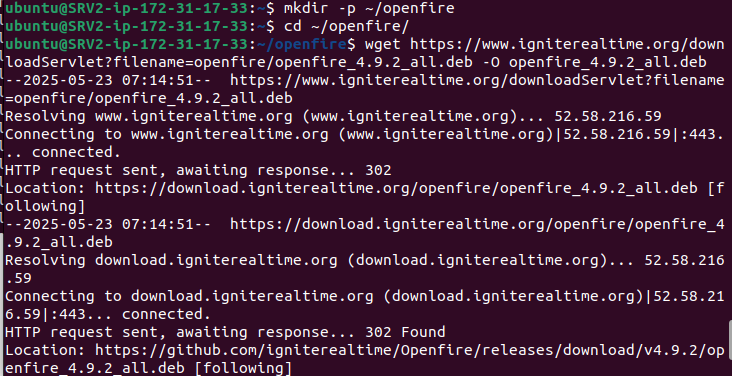 ubuntu@SRV2-ip-172-31-17-33:~$ mkdir -p ~/openfire
ubuntu@SRV2-ip-172-31-17-33:~$ cd ~/openfire/
ubuntu@SRV2-ip-172-31-17-33:~/openfire$ wget https://www.igniterealtime.org/down
loadServlet?filename=openfire/openfire_4.9.2_all.deb -O openfire_4.9.2_all.deb
--2025-05-23 07:14:51--  https://www.igniterealtime.org/downloadServlet?filename
=openfire/openfire_4.9.2_all.deb
Resolving www.igniterealtime.org (www.igniterealtime.org)... 52.58.216.59
Connecting to www.igniterealtime.org (www.igniterealtime.org)|52.58.216.59|:443.
.. connected.
HTTP request sent, awaiting response... 302
Location: https://download.igniterealtime.org/openfire/openfire_4.9.2_all.deb [f
ollowing]
--2025-05-23 07:14:51--  https://download.igniterealtime.org/openfire/openfire_4
.9.2_all.deb
Resolving download.igniterealtime.org (download.igniterealtime.org)... 52.58.216
.59
Connecting to download.igniterealtime.org (download.igniterealtime.org)|52.58.21
6.59|:443... connected.
HTTP request sent, awaiting response... 302 Found
Location: https://github.com/igniterealtime/Openfire/releases/download/v4.9.2/op
enfire_4.9.2_all.deb [following]